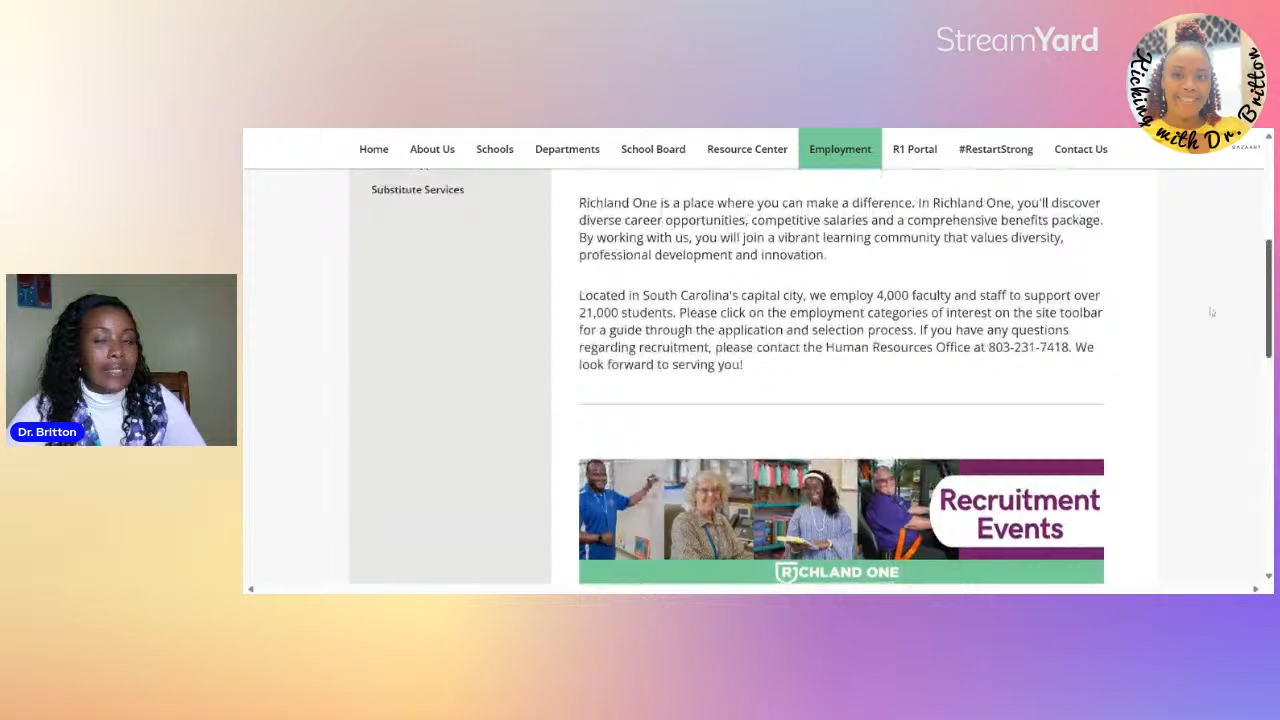 StreamYard
Kicking with Dr. Britton
BAZAART
Home About Us Schools Departments School Board Resource Center Employment R1 Portal #RestartStrong Contact Us
Substitute Services
Richland One is a place where you can make a difference. In Richland One, you'll discover
diverse career opportunities, competitive salaries and a comprehensive benefits package.
By working with us, you will join a vibrant learning community that values diversity,
professional development and innovation.
Located in South Carolina's capital city, we employ 4,000 faculty and staff to support over
21,000 students. Please click on the employment categories of interest on the site toolbar
for a guide through the application and selection process. If you have any questions
regarding recruitment, please contact the Human Resources Office at 803-231-7418. We
look forward to serving you!
Recruitment
Events
RICHLAND ONE
Dr. Britton